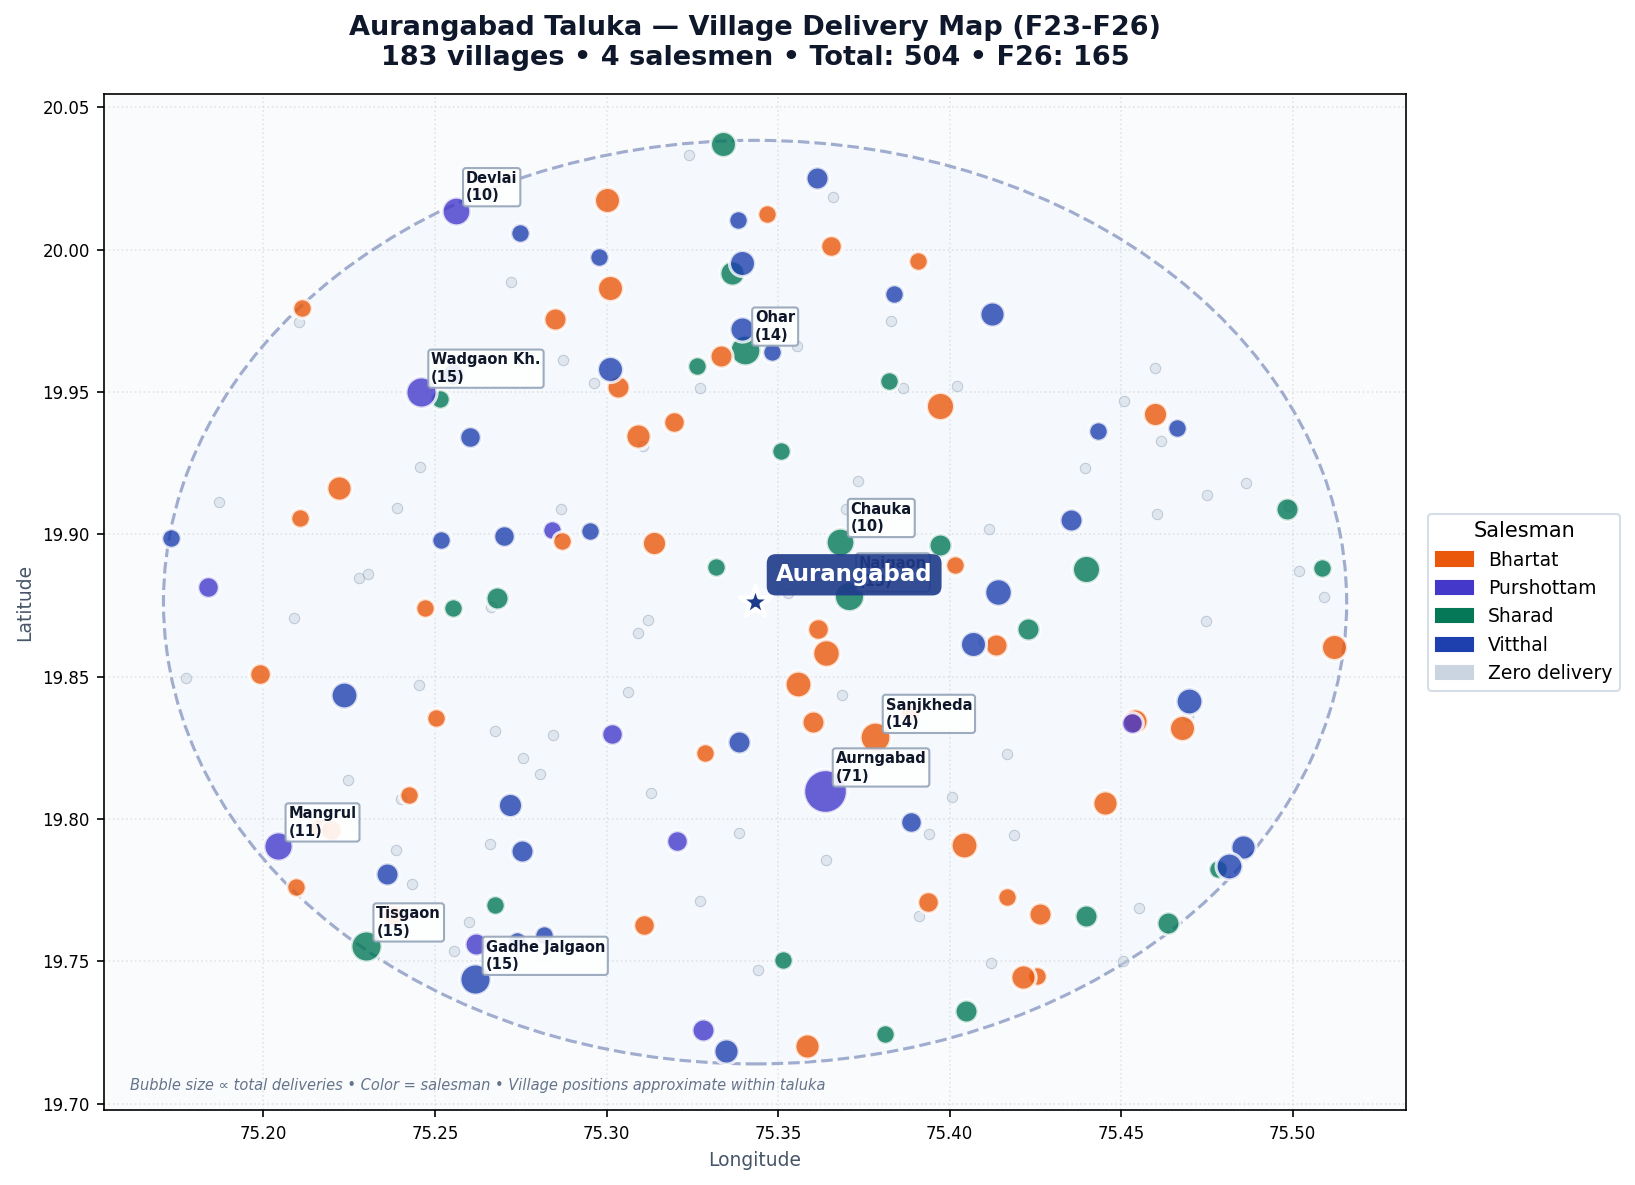 Aurangabad Taluka — Village Delivery Map (F23-F26)
183 villages • 4 salesmen • Total: 504 • F26: 165
20.05
20.00
19.95
19.90
19.85
19.80
19.75
19.70
Latitude
Devlai
(10)
Ohar
(14)
Wadgaon Kh.
(15)
Chauka
(10)
Aurangabad
Sanjkheda
(14)
Aurngabad
(71)
Mangrul
(11)
Tisgaon
(15)
Gadhe Jalgaon
(15)
Bubble size ∝ total deliveries • Color = salesman • Village positions approximate within taluka
75.20
75.25
75.30
75.35
75.40
75.45
75.50
Longitude
Salesman
Bhartat
Purshottam
Sharad
Vitthal
Zero delivery